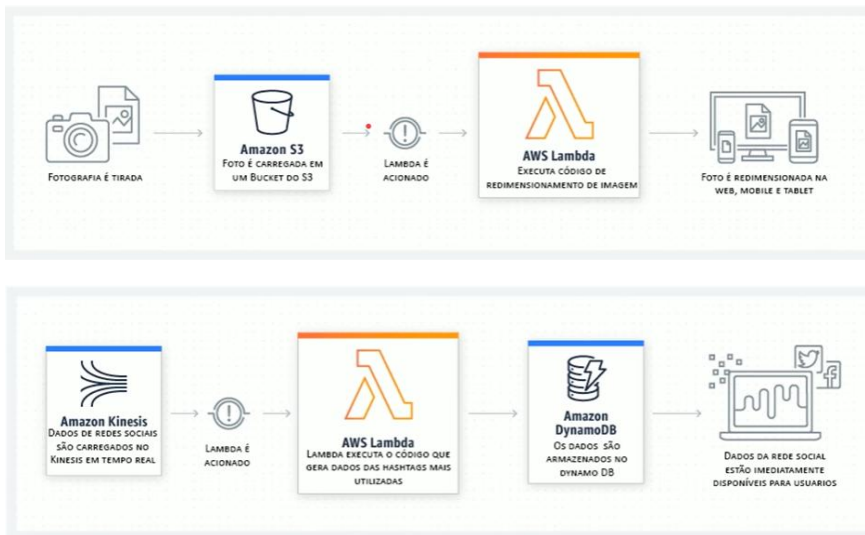 FOTOGRAFIA É TIRADA
Amazon S3
FOTO É CARREGADA EM
UM BUCKET DO S3
LAMBDA É
ACIONADO
AWS Lambda
EXECUTA CÓDIGO DE
REDIMENSIONAMENTO DE IMAGEM
FOTO É REDIMENSIONADA NA
WEB, MOBILE E TABLET
Amazon Kinesis
DADOS DE REDES SOCIAIS
SÃO CARREGADOS NO
KINESIS EM TEMPO REAL
LAMBDA É
ACIONADO
AWS Lambda
LAMBDA EXECUTA O CÓDIGO QUE
GERA DADOS DAS HASHTAGS MAIS
UTILIZADAS
Amazon
DynamoDB
OS DADOS SÃO
ARMAZENADOS NO
DYNAMO DB
DADOS DA REDE SOCIAL
ESTÃO IMEDIATAMENTE
DISPONÍVEIS PARA USUARIOS